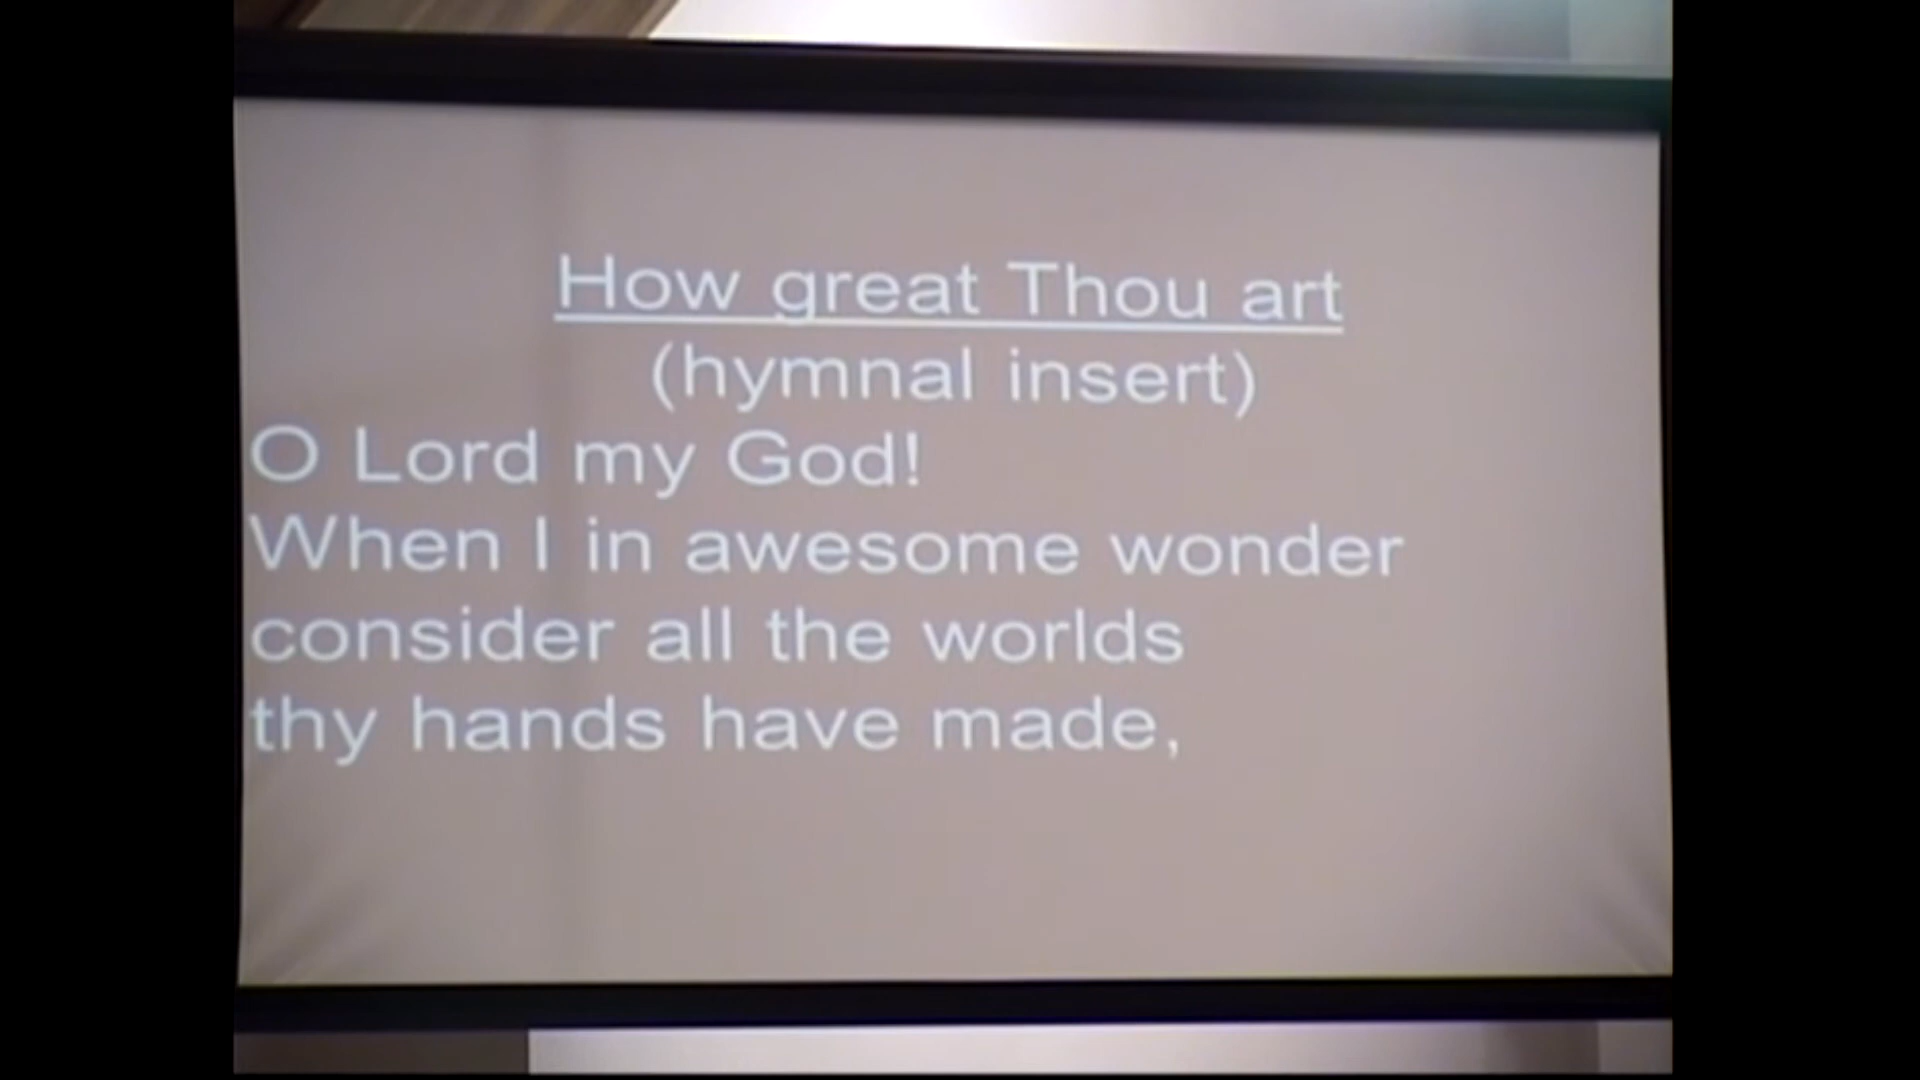 How great Thou art
(hymnal insert)
O Lord my God!
When I in awesome wonder
consider all the worlds
thy hands have made,